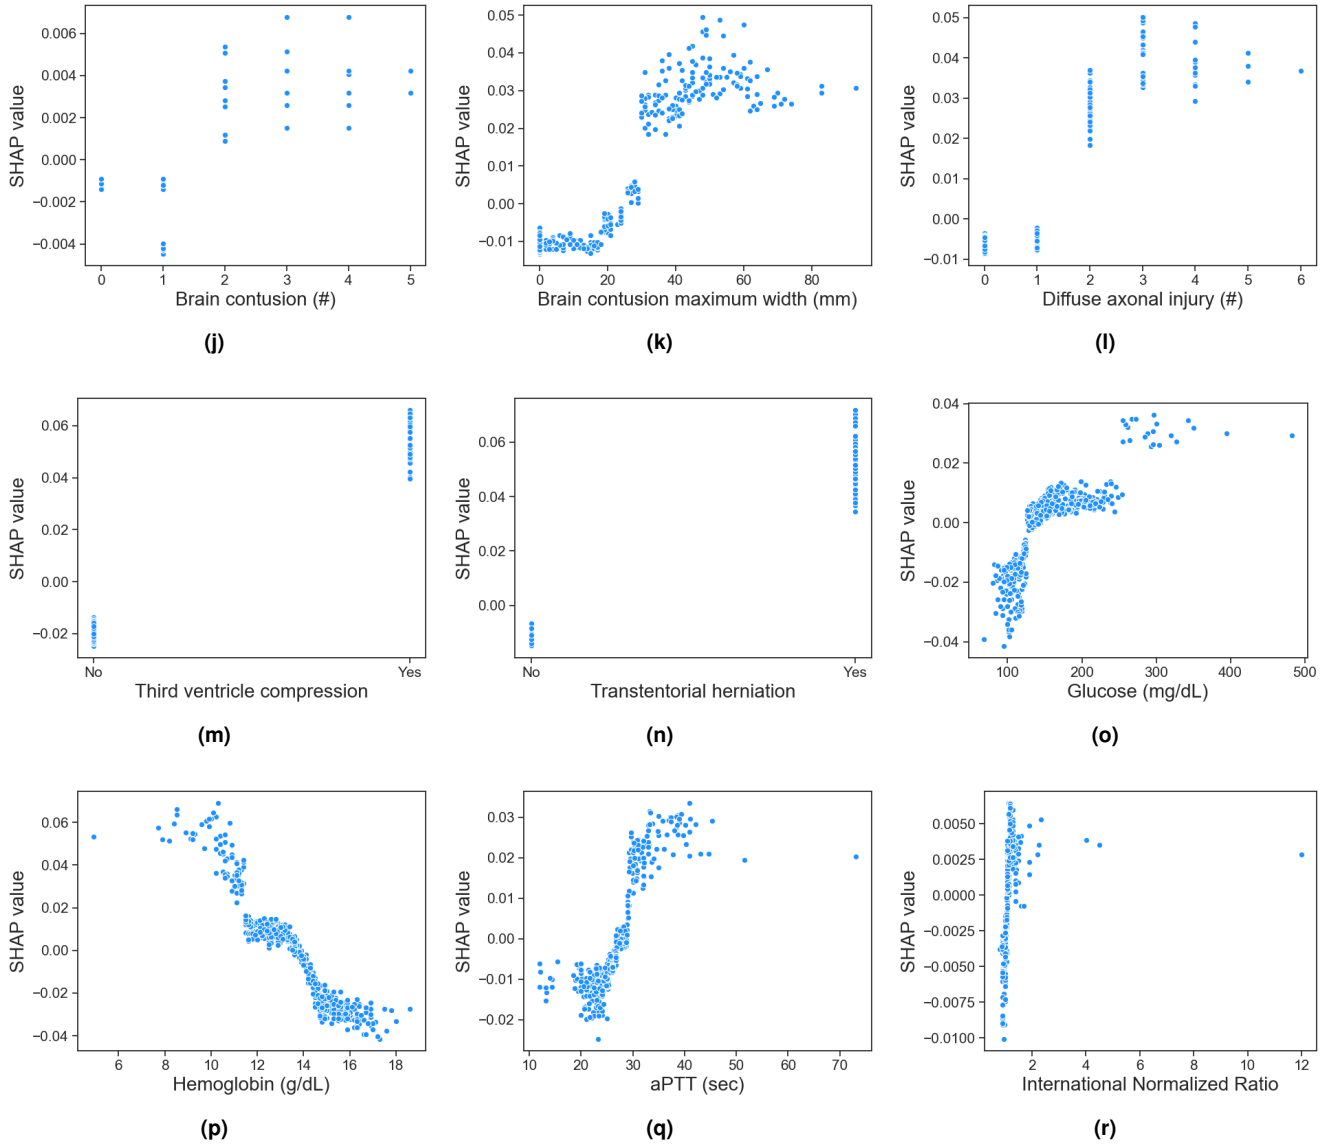 0.006
0.004
0.002
0.000
−0.002
−0.004
SHAP value
0 1 2 3 4 5
Brain contusion (#)
(j)
0.05
0.04
0.03
0.02
0.01
0.00
−0.01
SHAP value
0 20 40 60 80
Brain contusion maximum width (mm)
(k)
0.05
0.04
0.03
0.02
0.01
0.00
−0.01
SHAP value
0 1 2 3 4 5 6
Diffuse axonal injury (#)
(l)
0.06
0.04
0.02
0.00
−0.02
SHAP value
No Yes
Third ventricle compression
(m)
0.06
0.04
0.02
0.00
SHAP value
No Yes
Transtentorial herniation
(n)
0.04
0.02
0.00
−0.02
−0.04
SHAP value
100 200 300 400 500
Glucose (mg/dL)
(o)
0.06
0.04
0.02
0.00
−0.02
−0.04
SHAP value
6 8 10 12 14 16 18
Hemoglobin (g/dL)
(p)
0.03
0.02
0.01
0.00
−0.01
−0.02
SHAP value
10 20 30 40 50 60 70
aPTT (sec)
(q)
0.0050
0.0025
0.0000
−0.0025
−0.0050
−0.0075
−0.0100
SHAP value
2 4 6 8 10 12
International Normalized Ratio
(r)